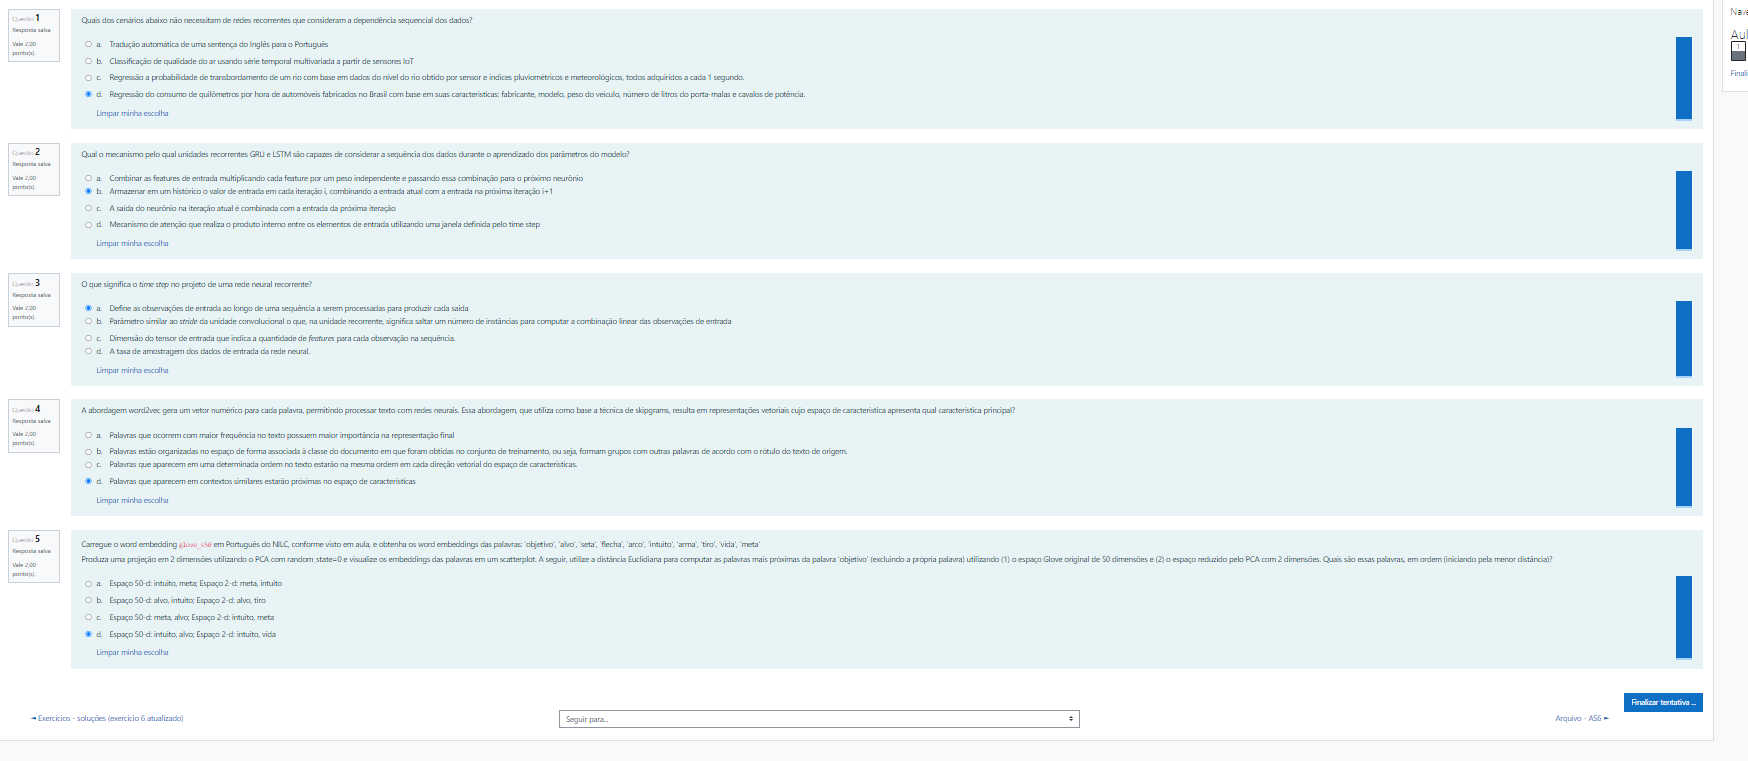 Questão 1
Resposta salva
Vale 2,00
ponto(s).
Quais dos cenários abaixo não necessitam de redes recorrentes que consideram a dependência sequencial dos dados?
a. Tradução automática de uma sentença do Inglês para o Português
b. Classificação de qualidade do ar usando série temporal multivariada a partir de sensores IoT
c. Regressão a probabilidade de transbordamento de um rio com base em dados do nível do rio obtido por sensor e índices pluviométricos e meteorológicos, todos adquiridos a cada 1 segundo.
d. Regressão do consumo de quilômetros por hora de automóveis fabricados no Brasil com base em suas características: fabricante, modelo, peso do veículo, número de litros do porta-malas e cavalos de potência.
Limpar minha escolha
Questão 2
Resposta salva
Vale 2,00
ponto(s).
Qual o mecanismo pelo qual unidades recorrentes GRU e LSTM são capazes de considerar a sequência dos dados durante o aprendizado dos parâmetros do modelo?
a. Combinar as features de entrada multiplicando cada feature por um peso independente e passando essa combinação para o próximo neurônio
b. Armazenar em um histórico o valor de entrada em cada iteração i, combinando a entrada atual com a entrada na próxima iteração i+1
c. A saída do neurônio na iteração atual é combinada com a entrada da próxima iteração
d. Mecanismo de atenção que realiza o produto interno entre os elementos de entrada utilizando uma janela definida pelo time step
Limpar minha escolha
Questão 3
Resposta salva
Vale 2,00
ponto(s).
O que significa o time step no projeto de uma rede neural recorrente?
a. Define as observações de entrada ao longo de uma sequência a serem processadas para produzir cada saída
b. Parâmetro similar ao stride da unidade convolucional o que, na unidade recorrente, significa saltar um número de instâncias para computar a combinação linear das observações de entrada
c. Dimensão do tensor de entrada que indica a quantidade de features para cada observação na sequência.
d. A taxa de amostragem dos dados de entrada da rede neural.
Limpar minha escolha
Questão 4
Resposta salva
Vale 2,00
ponto(s).
A abordagem word2vec gera um vetor numérico para cada palavra, permitindo processar texto com redes neurais. Essa abordagem, que utiliza como base a técnica de skipgrams, resulta em representações vetoriais cujo espaço de característica apresenta qual característica principal?
a. Palavras que ocorrem com maior frequência no texto possuem maior importância na representação final
b. Palavras estão organizadas no espaço de forma associada à classe do documento em que foram obtidas no conjunto de treinamento, ou seja, formam grupos com outras palavras de acordo com o rótulo do texto de origem.
c. Palavras que aparecem em uma determinada ordem no texto estarão na mesma ordem em cada direção vetorial do espaço de características.
d. Palavras que aparecem em contextos similares estarão próximas no espaço de características
Limpar minha escolha
Questão 5
Resposta salva
Vale 2,00
ponto(s).
Carregue o word embedding glove_s50 em Português do NILC, conforme visto em aula, e obtenha os word embeddings das palavras: 'objetivo', 'alvo', 'seta', 'flecha', 'arco', 'intuito', 'arma', 'tiro', 'vida', 'meta'
Produza uma projeção em 2 dimensões utilizando o PCA com random_state=0 e visualize os embeddings das palavras em um scatterplot. A seguir, utilize a distância Euclidiana para computar as palavras mais próximas da palavra 'objetivo' (excluindo a própria palavra) utilizando (1) o espaço Glove original de 50 dimensões e (2) o espaço reduzido pelo PCA com 2 dimensões. Quais são essas palavras, em ordem (iniciando pela menor distância)?
a. Espaço 50-d: intuito, meta; Espaço 2-d: meta, intuito
b. Espaço 50-d: alvo, intuito; Espaço 2-d: alvo, tiro
c. Espaço 50-d: meta, alvo; Espaço 2-d: intuito, meta
d. Espaço 50-d: intuito, alvo; Espaço 2-d: intuito, vida
Limpar minha escolha
Finalizar tentativa ...
◄ Exercícios - soluções (exercicio 6 atualizado)
Seguir para...
Arquivo - AS6 ►
1